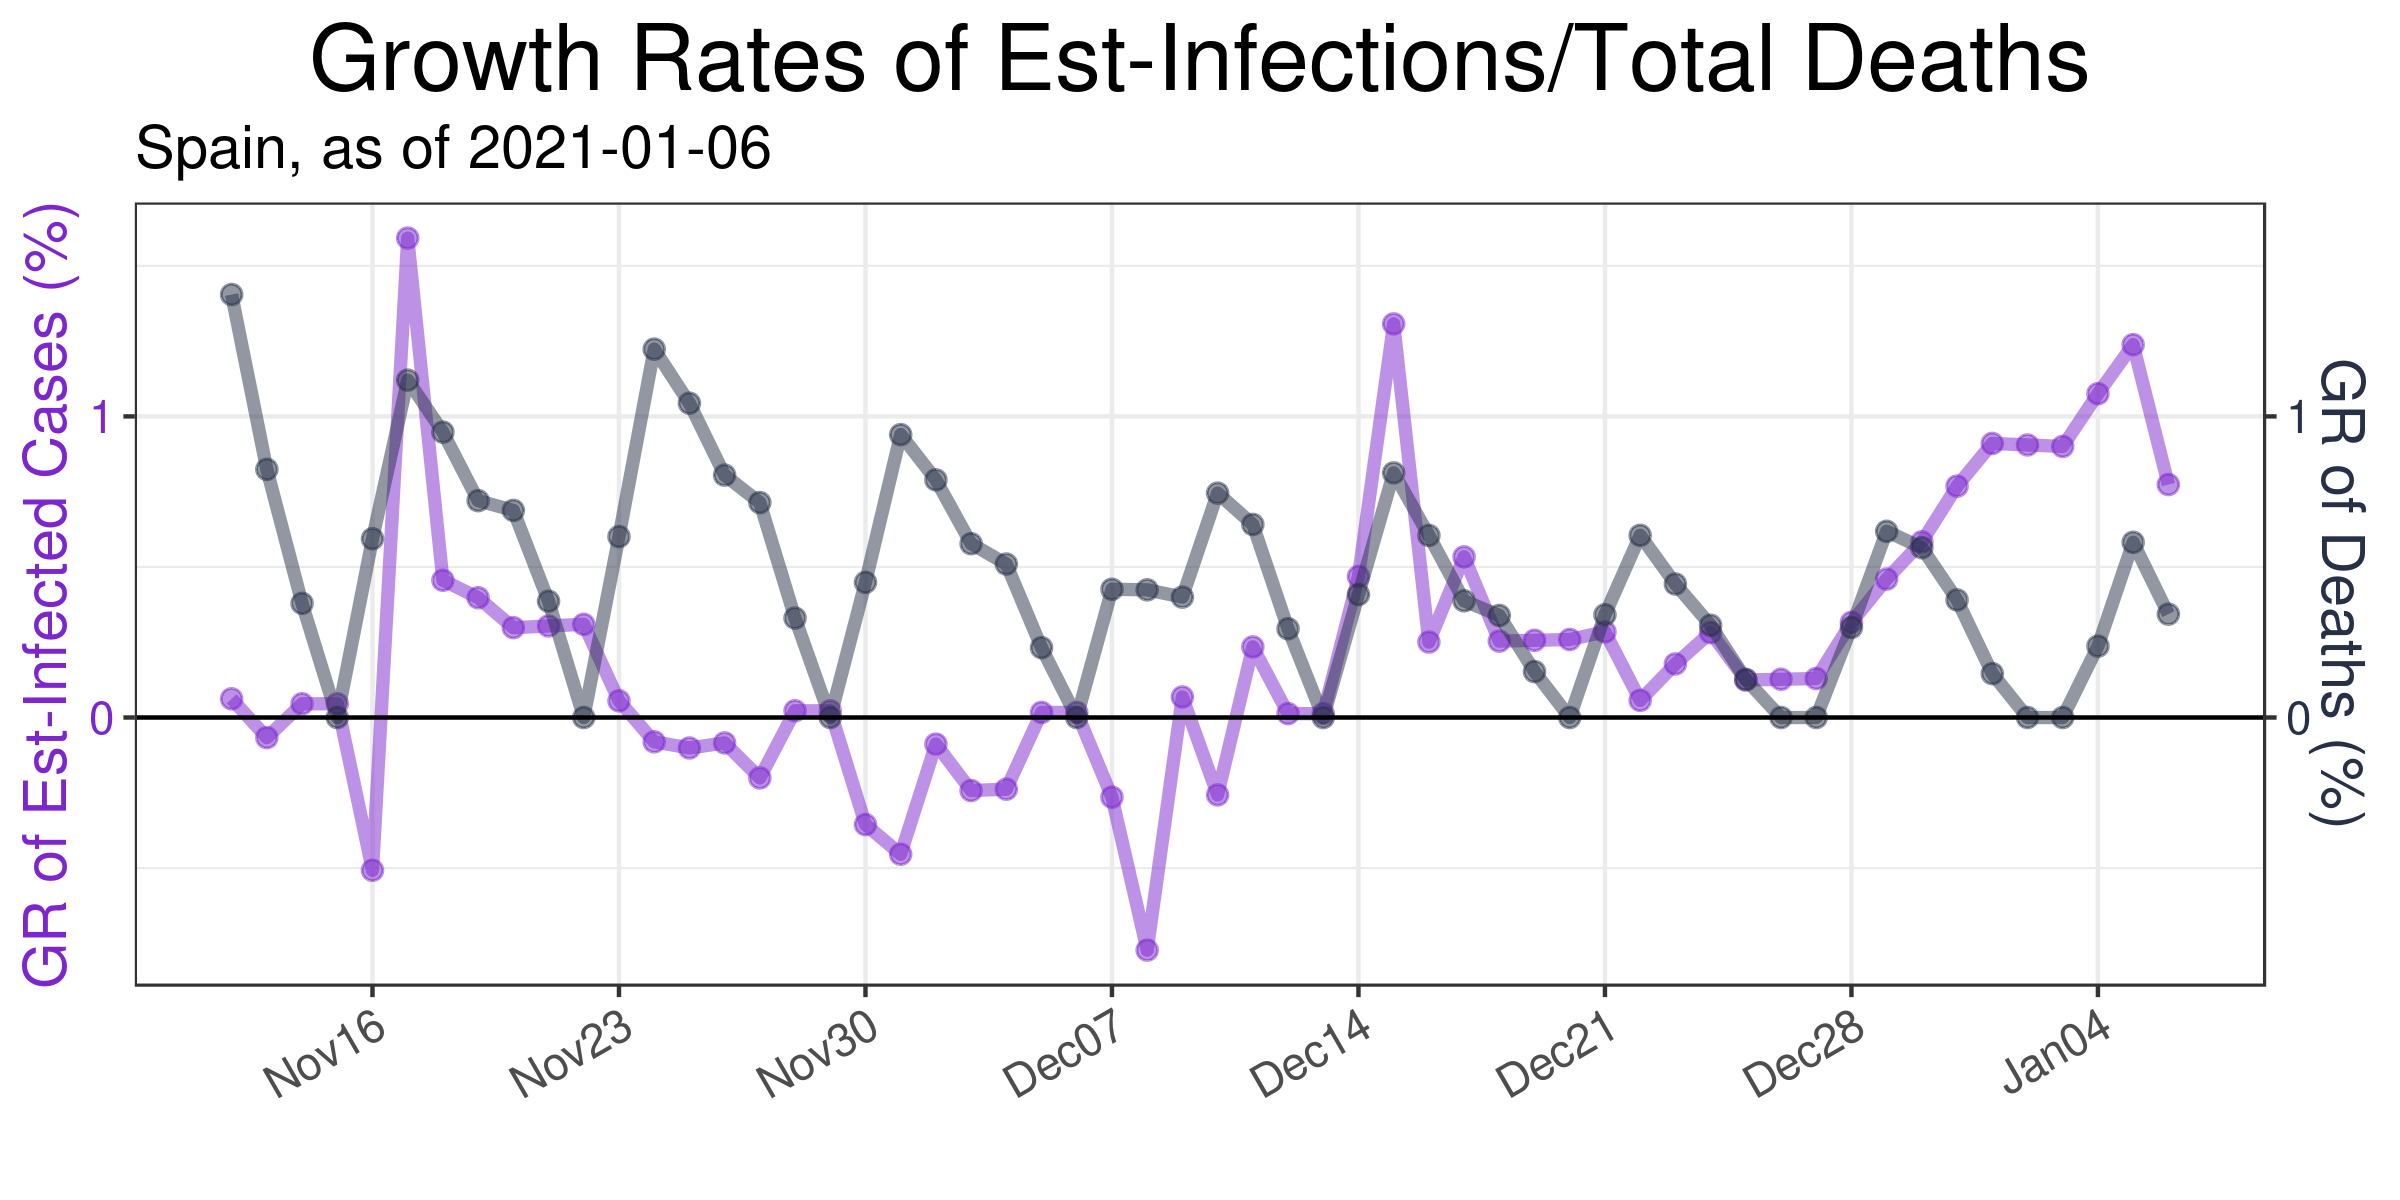 Growth Rates of Est-Infections/Total Deaths
Spain, as of 2021-01-06
GR of Est-Infected Cases (%)
1
0
1
0
GR of Deaths (%)
Nov16
Nov23
Nov30
Dec07
Dec14
Dec21
Dec28
Jan04